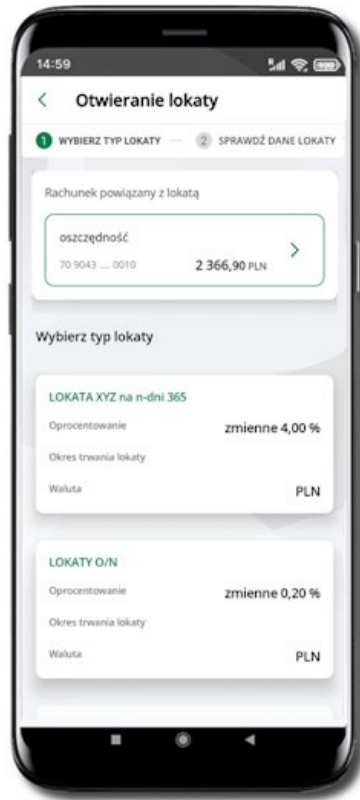 14:59
Otwieranie lokaty
1 WYBIERZ TYP LOKATY 2 SPRAWDŹ DANE LOKATY
Rachunek powiązany z lokatą
oszczędność
70 9043 .... 0010 2 366,90 PLN
Wybierz typ lokaty
LOKATA XYZ na n-dni 365
Oprocentowanie zmienne 4,00 %
Okres trwania lokaty
Waluta PLN
LOKATY O/N
Oprocentowanie zmienne 0,20 %
Okres trwania lokaty
Waluta PLN